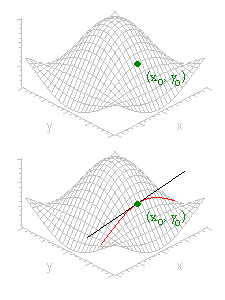 (x₀, y₀)
y x
(x₀, y₀)
y x